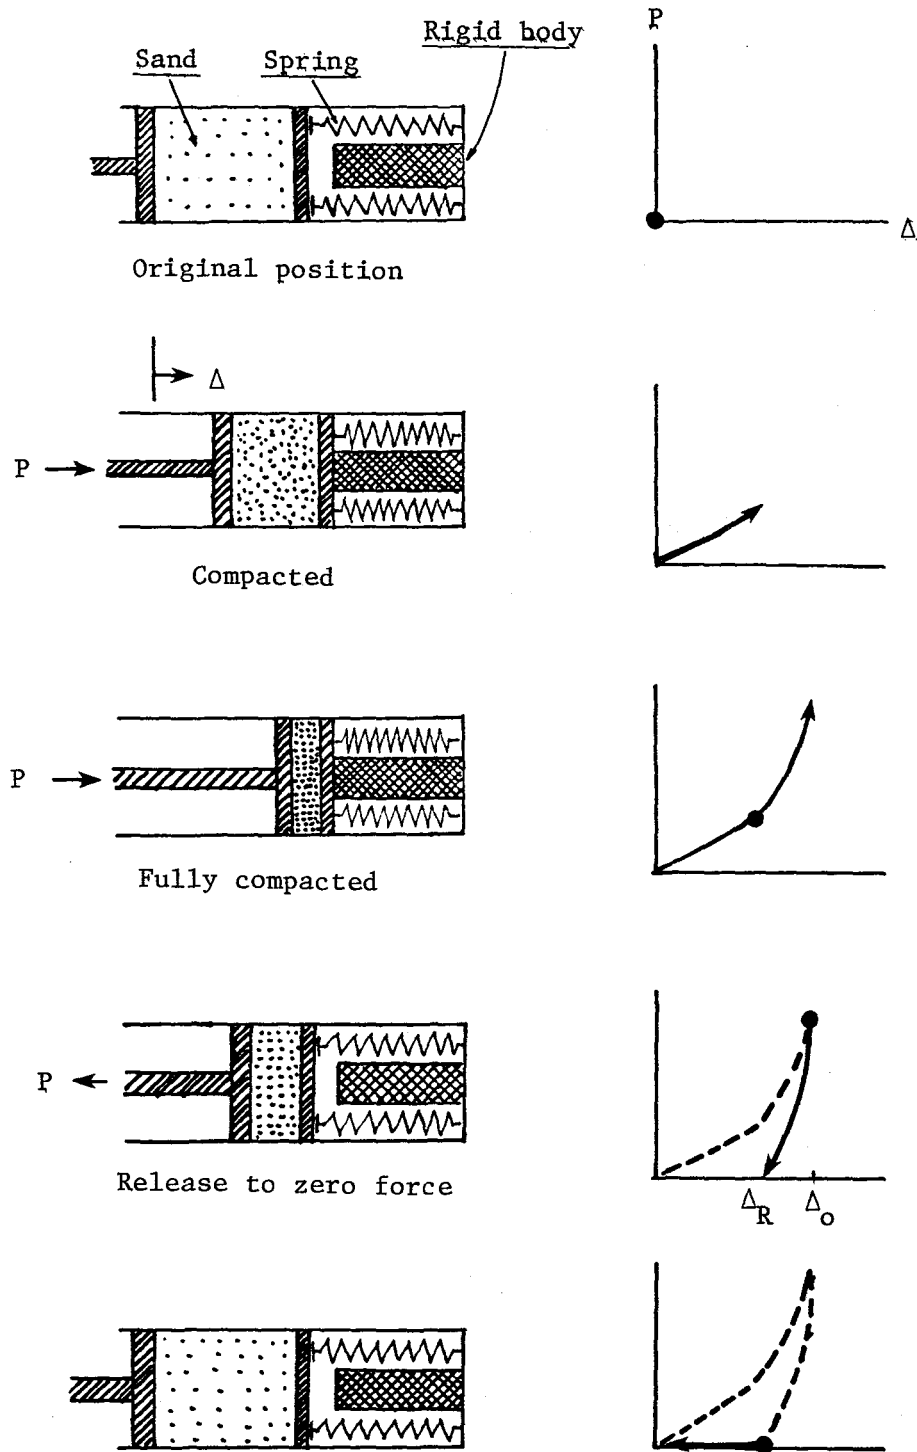 Rigid body
Sand
Spring
P
Δ
Original position
Δ
P
Compacted
P
Fully compacted
P
Release to zero force
Δ_R
Δ_o